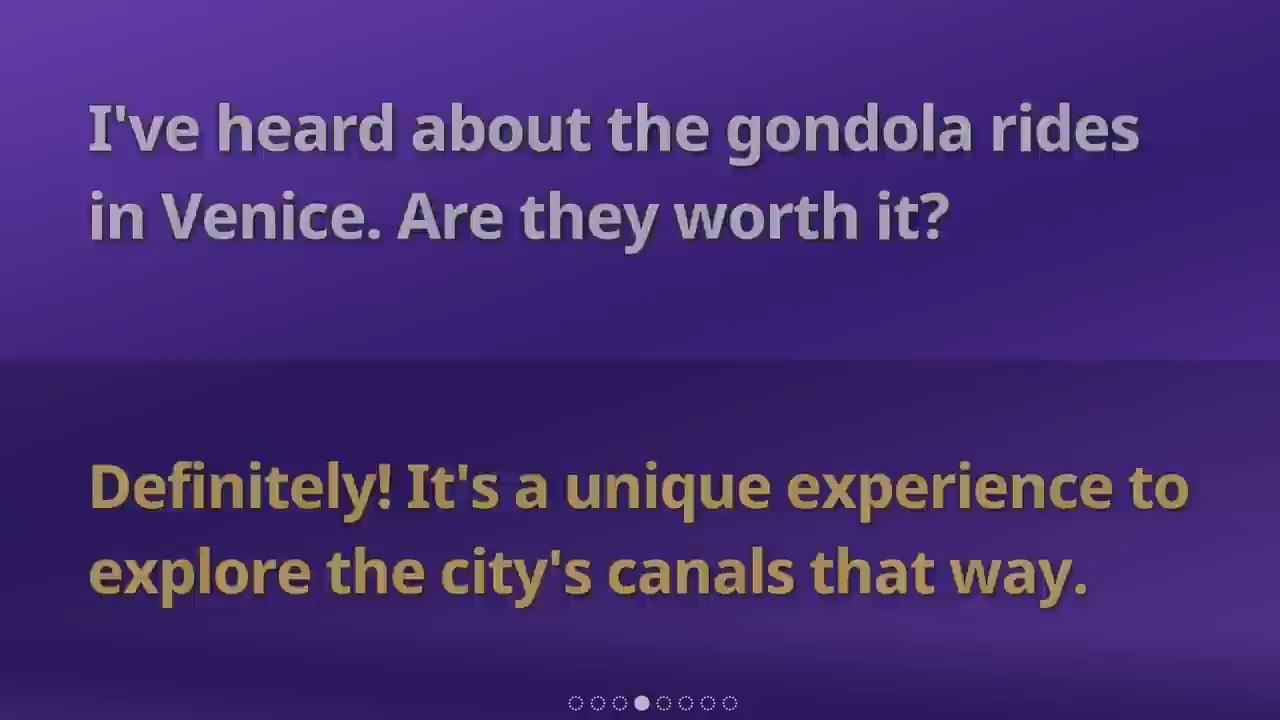 I've heard about the gondola rides
in Venice. Are they worth it?
Definitely! It's a unique experience to
explore the city's canals that way.